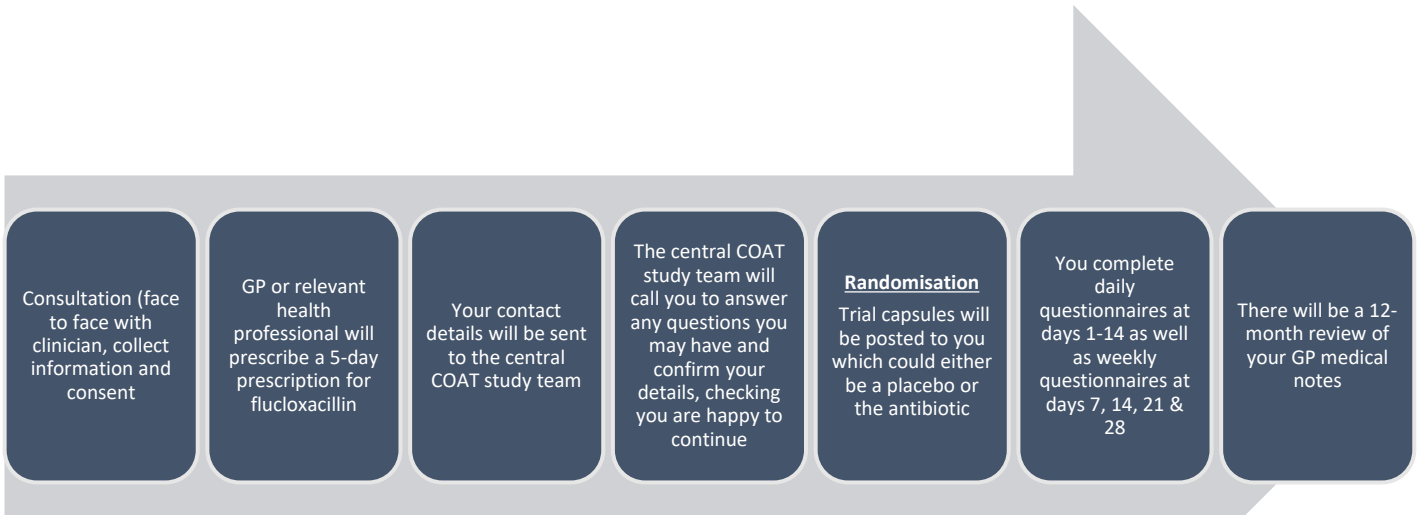 Consultation (face
to face with
clinician, collect
information and
consent
GP or relevant
health
professional will
prescribe a 5-day
prescription for
flucloxacillin
Your contact
details will be sent
to the central
COAT study team
The central COAT
study team will
call you to answer
any questions you
may have and
confirm your
details, checking
you are happy to
continue
Randomisation
Trial capsules will
be posted to you
which could either
be a placebo or
the antibiotic
You complete
daily
questionnaires at
days 1-14 as well
as weekly
questionnaires at
days 7, 14, 21 &
28
There will be a 12-
month review of
your GP medical
notes